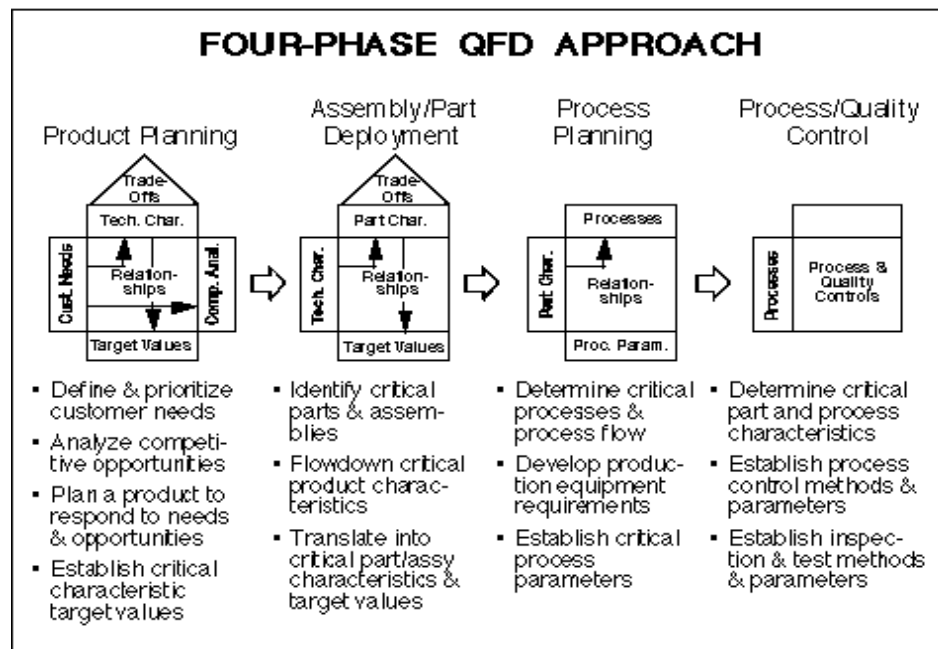 FOUR-PHASE QFD APPROACH
Product Planning
Assembly/Part
Deployment
Process
Planning
Process/Quality
Control
Trade-
Offs
Tech. Char.
Cust. Needs
Relation-
ships
Comp. Anal.
Target Values
Trade-
Offs
Part Char.
Tech. Char.
Relation-
ships
Target Values
Processes
Part Char.
Relation-
ships
Proc. Param.
Processes
Process &
Quality
Controls
▪ Define & prioritize
customer needs
▪ Analyze competi-
tive opportunities
▪ Plan a product to
respond to needs
& opportunities
▪ Establish critical
characteristic
target values
▪ Identify critical
parts & assem-
blies
▪ Flowdown critical
product charac-
teristics
▪ Translate into
critical part/assy
characteristics &
target values
▪ Determine critical
processes &
process flow
▪ Develop produc-
tion equipment
requirements
▪ Establish critical
process
parameters
▪ Determine critical
part and process
characteristics
▪ Establish process
control methods &
parameters
▪ Establish inspec-
tion & test methods
& parameters